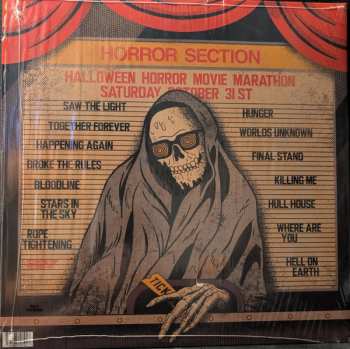 HORROR SECTION
HALLOWEEN HORROR MOVIE MARATHON
SATURDAY OCTOBER 31ST
SAW THE LIGHT
TOGETHER FOREVER
HAPPENING AGAIN
BROKE THE RULES
BLOODLINE
STARS IN
THE SKY
ROPE
TIGHTENING
HUNGER
WORLDS UNKNOWN
FINAL STAND
KILLING ME
HULL HOUSE
WHERE ARE
YOU
HELL ON
EARTH
TICK